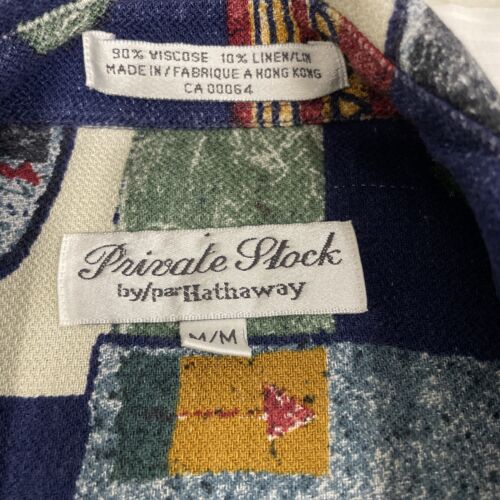 90% VISCOSE 10% LINEN/LIN
MADE IN/FABRIQUE A HONG KONG
CA 00064
Private Stock
by/par Hathaway
M/M